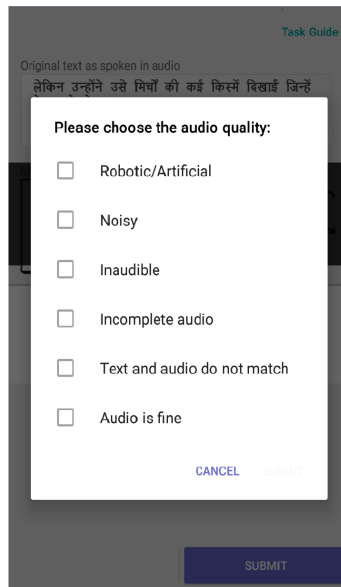 Task Guide
Original text as spoken in audio
लेकिन उन्होंने उसे मिर्चों की कई किस्में दिखाईं जिन्हें
Please choose the audio quality:
Robotic/Artificial
Noisy
Inaudible
Incomplete audio
Text and audio do not match
Audio is fine
CANCEL
SUBMIT
SUBMIT